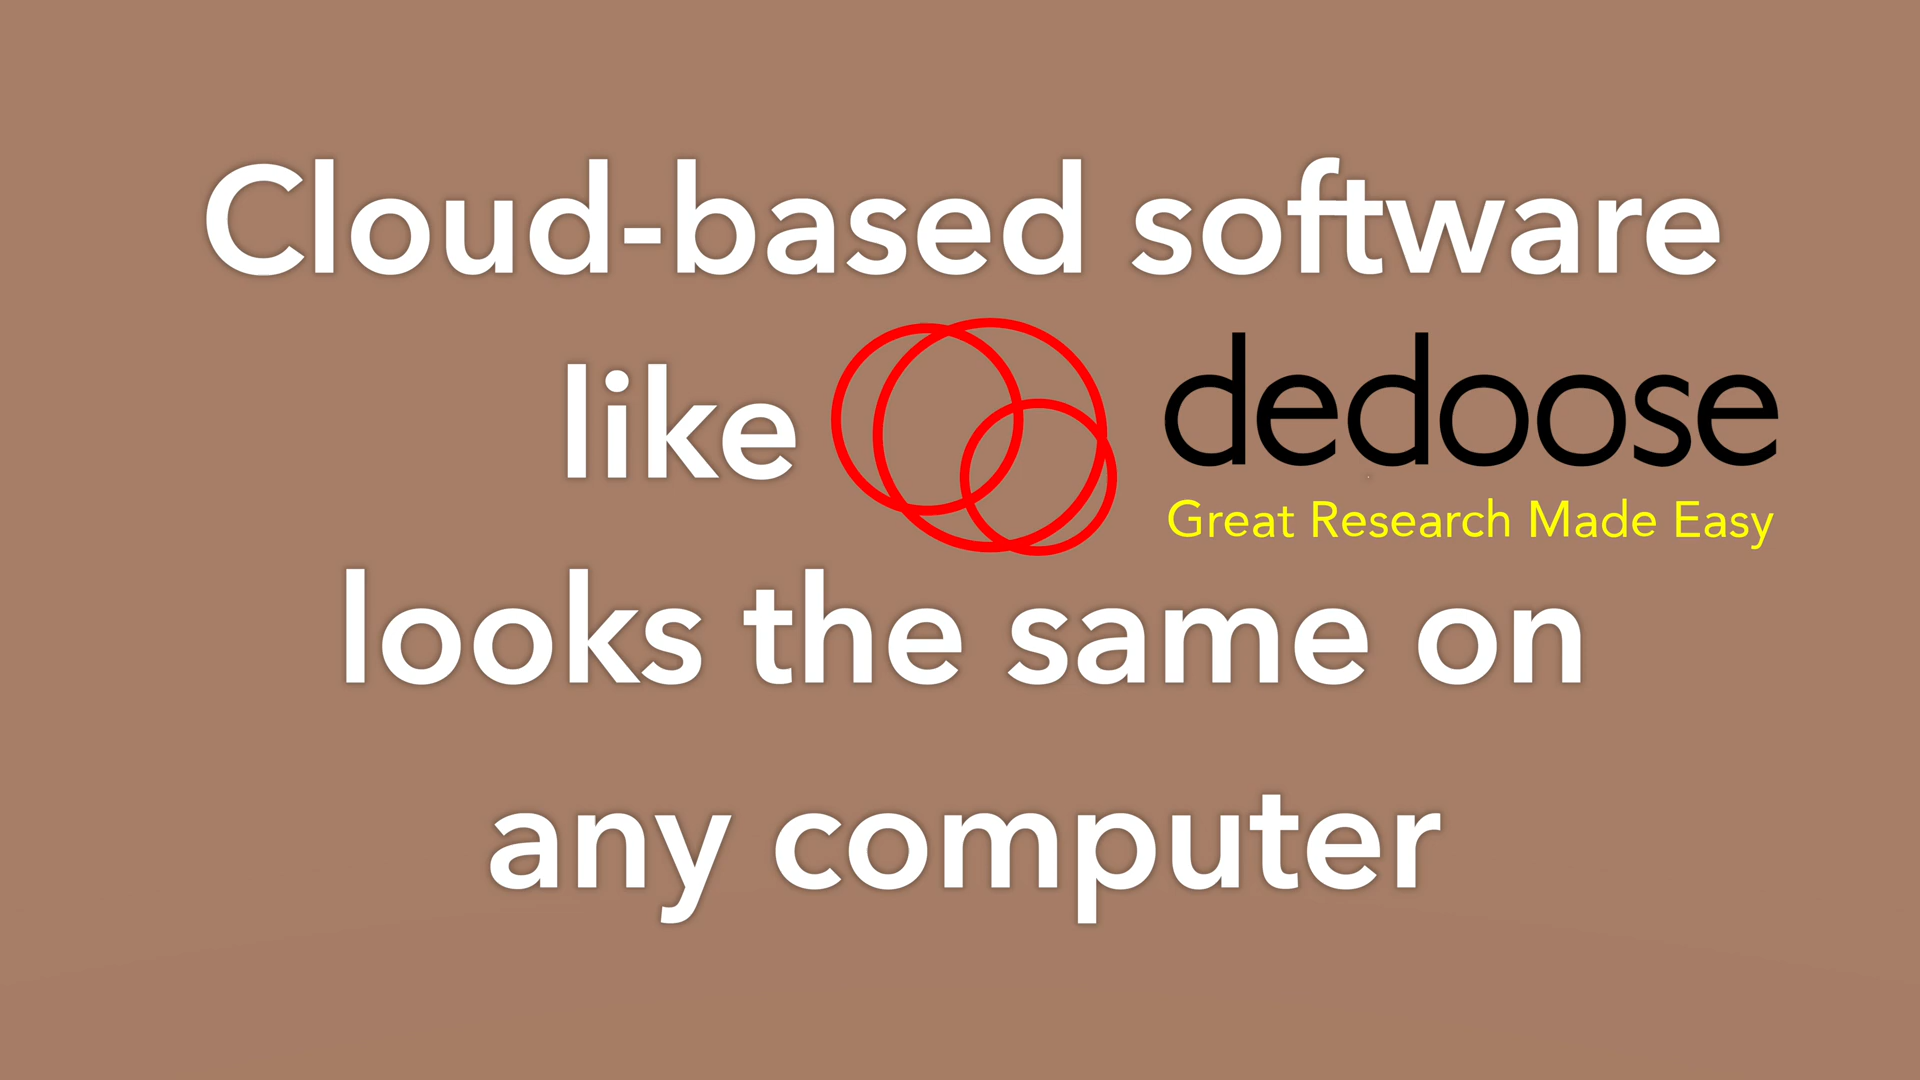 Cloud-based software
like dedoose
Great Research Made Easy
looks the same on
any computer